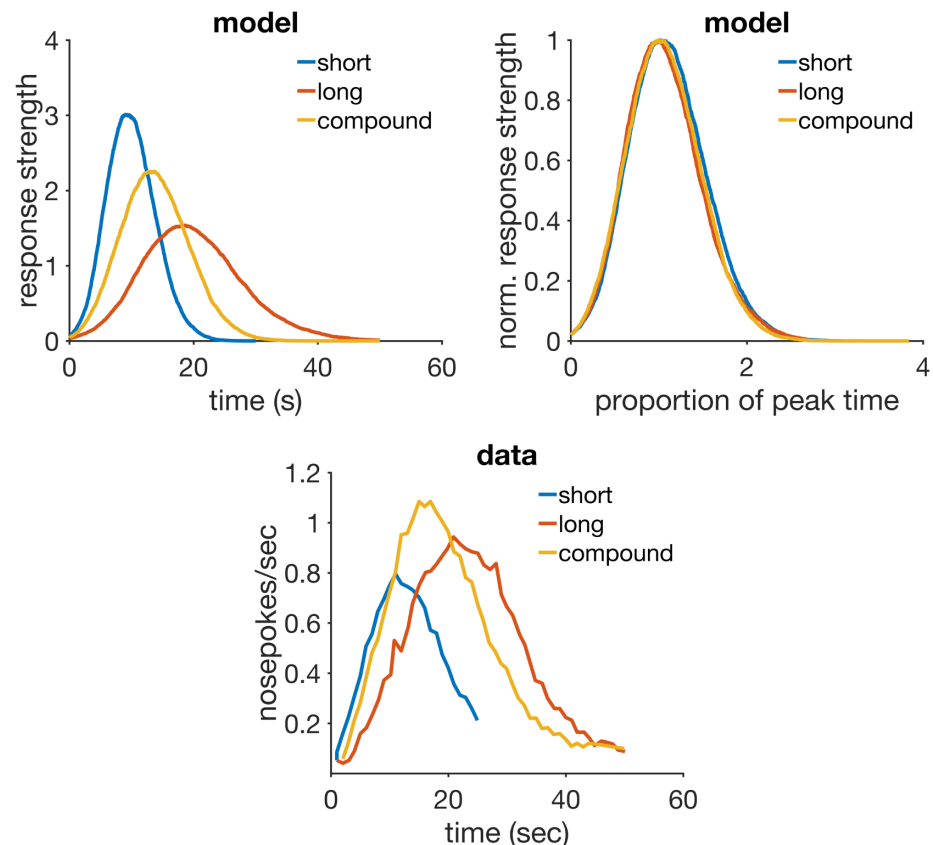 model
4
3
2
1
0
response strength
short
long
compound
0
20
40
60
time (s)
model
1
0.8
0.6
0.4
0.2
0
norm. response strength
short
long
compound
0
2
4
proportion of peak time
data
1.2
1
0.8
0.6
0.4
0.2
nosepokes/sec
short
long
compound
0
20
40
60
time (sec)